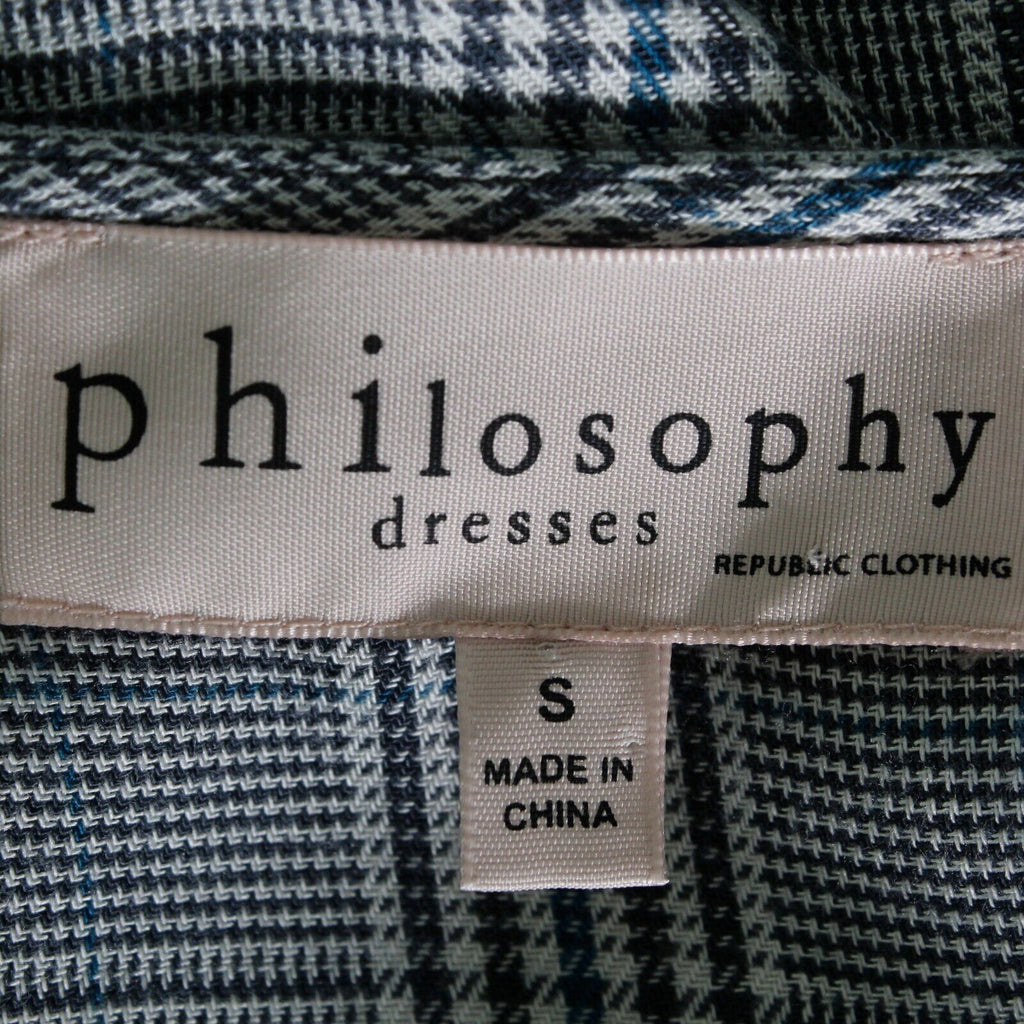 philosophy
dresses
REPUBLIC CLOTHING
S
MADE IN
CHINA